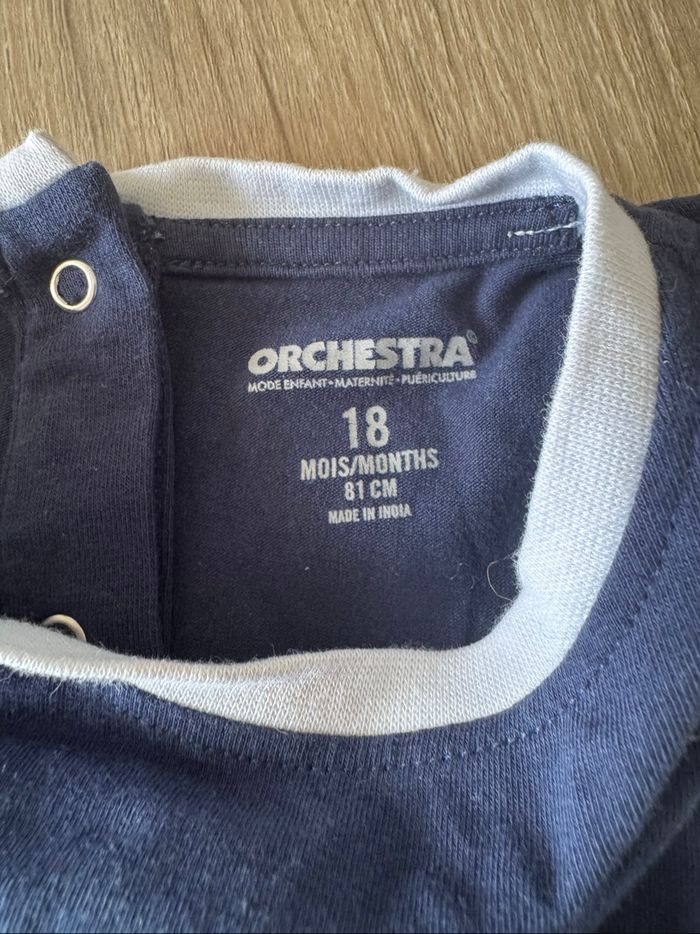 ORCHESTRA®
MODE ENFANT•MATERNITÉ•PUÉRICULTURE
18
MOIS/MONTHS
81 CM
MADE IN INDIA